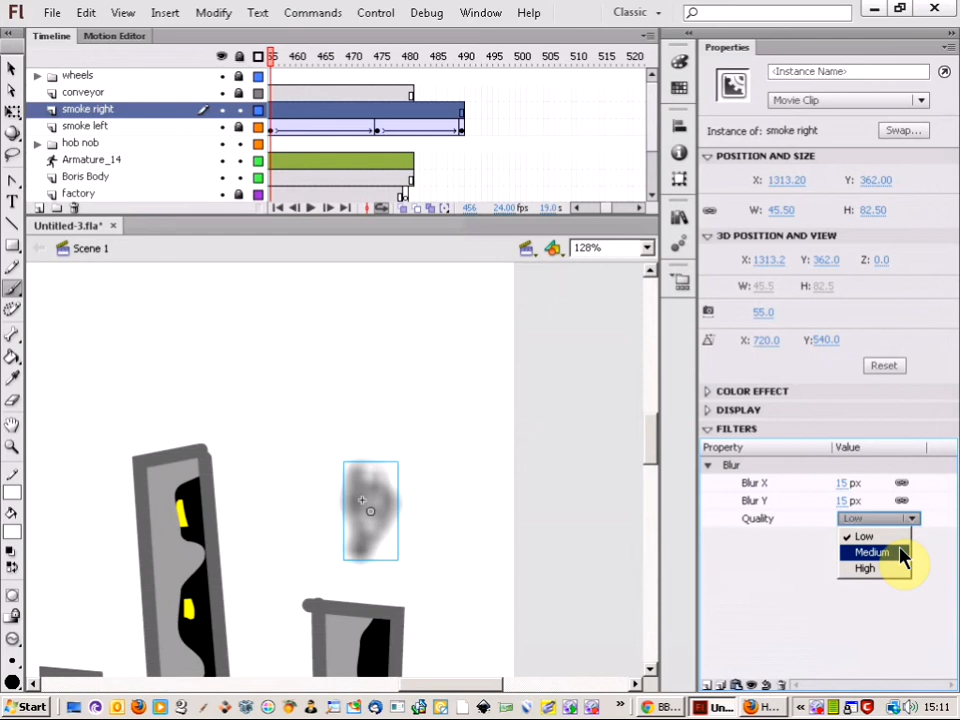 Fl File Edit View Insert Modify Text Commands Control Debug Window Help Classic
Timeline Motion Editor
55 460 465 470 475 480 485 490 495 500 505 510 515 520
wheels
conveyor
smoke right
smoke left
hob nob
Armature_14
Boris Body
factory
456 24.00 fps 19.0 s
Untitled-3.fla* ×
Scene 1 128%
Properties
<Instance Name>
Movie Clip
Instance of: smoke right Swap...
POSITION AND SIZE
X: 1313.20 Y: 362.00
W: 45.50 H: 82.50
3D POSITION AND VIEW
X: 1313.2 Y: 362.0 Z: 0.0
W: 45.5 H: 82.5
55.0
X: 720.0 Y: 540.0
Reset
COLOR EFFECT
DISPLAY
FILTERS
Property Value
Blur
Blur X 15 px
Blur Y 15 px
Quality Low
Low
Medium
High
Start BB... Un... H... 15:11